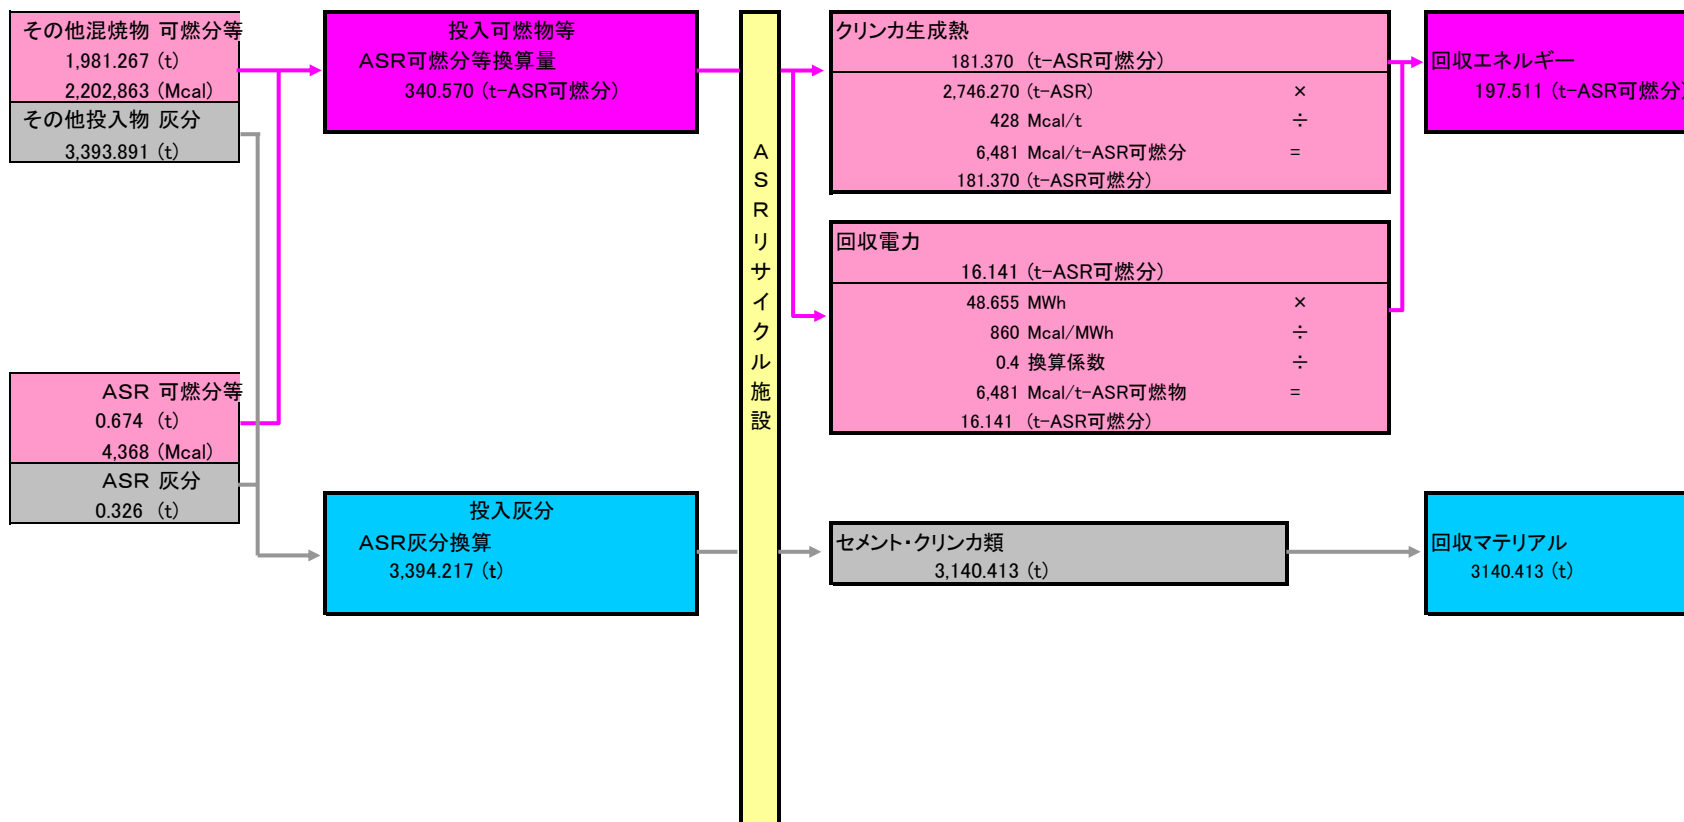 その他混焼物 可燃分等
1,981.267 (t)
2,202,863 (Mcal)
その他投入物 灰分
3,393.891 (t)
ASR 可燃分等
0.674 (t)
4,368 (Mcal)
ASR 灰分
0.326 (t)
投入可燃物等
ASR可燃分等換算量
340.570 (t-ASR可燃分)
投入灰分
ASR灰分換算
3,394.217 (t)
ASRリサイクル施設
クリンカ生成熱
181.370 (t-ASR可燃分)
2,746.270 (t-ASR) ×
428 Mcal/t ÷
6,481 Mcal/t-ASR可燃分 =
181.370 (t-ASR可燃分)
回収電力
16.141 (t-ASR可燃分)
48.655 MWh ×
860 Mcal/MWh ÷
0.4 換算係数 ÷
6,481 Mcal/t-ASR可燃物 =
16.141 (t-ASR可燃分)
セメント・クリンカ類
3,140.413 (t)
回収エネルギー
197.511 (t-ASR可燃分)
回収マテリアル
3140.413 (t)